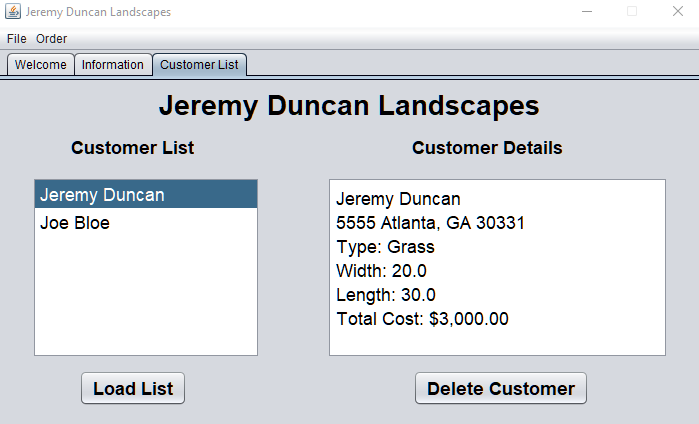 Jeremy Duncan Landscapes
File Order
Welcome Information Customer List
Jeremy Duncan Landscapes
Customer List
Jeremy Duncan
Joe Bloe
Load List
Customer Details
Jeremy Duncan
5555 Atlanta, GA 30331
Type: Grass
Width: 20.0
Length: 30.0
Total Cost: $3,000.00
Delete Customer